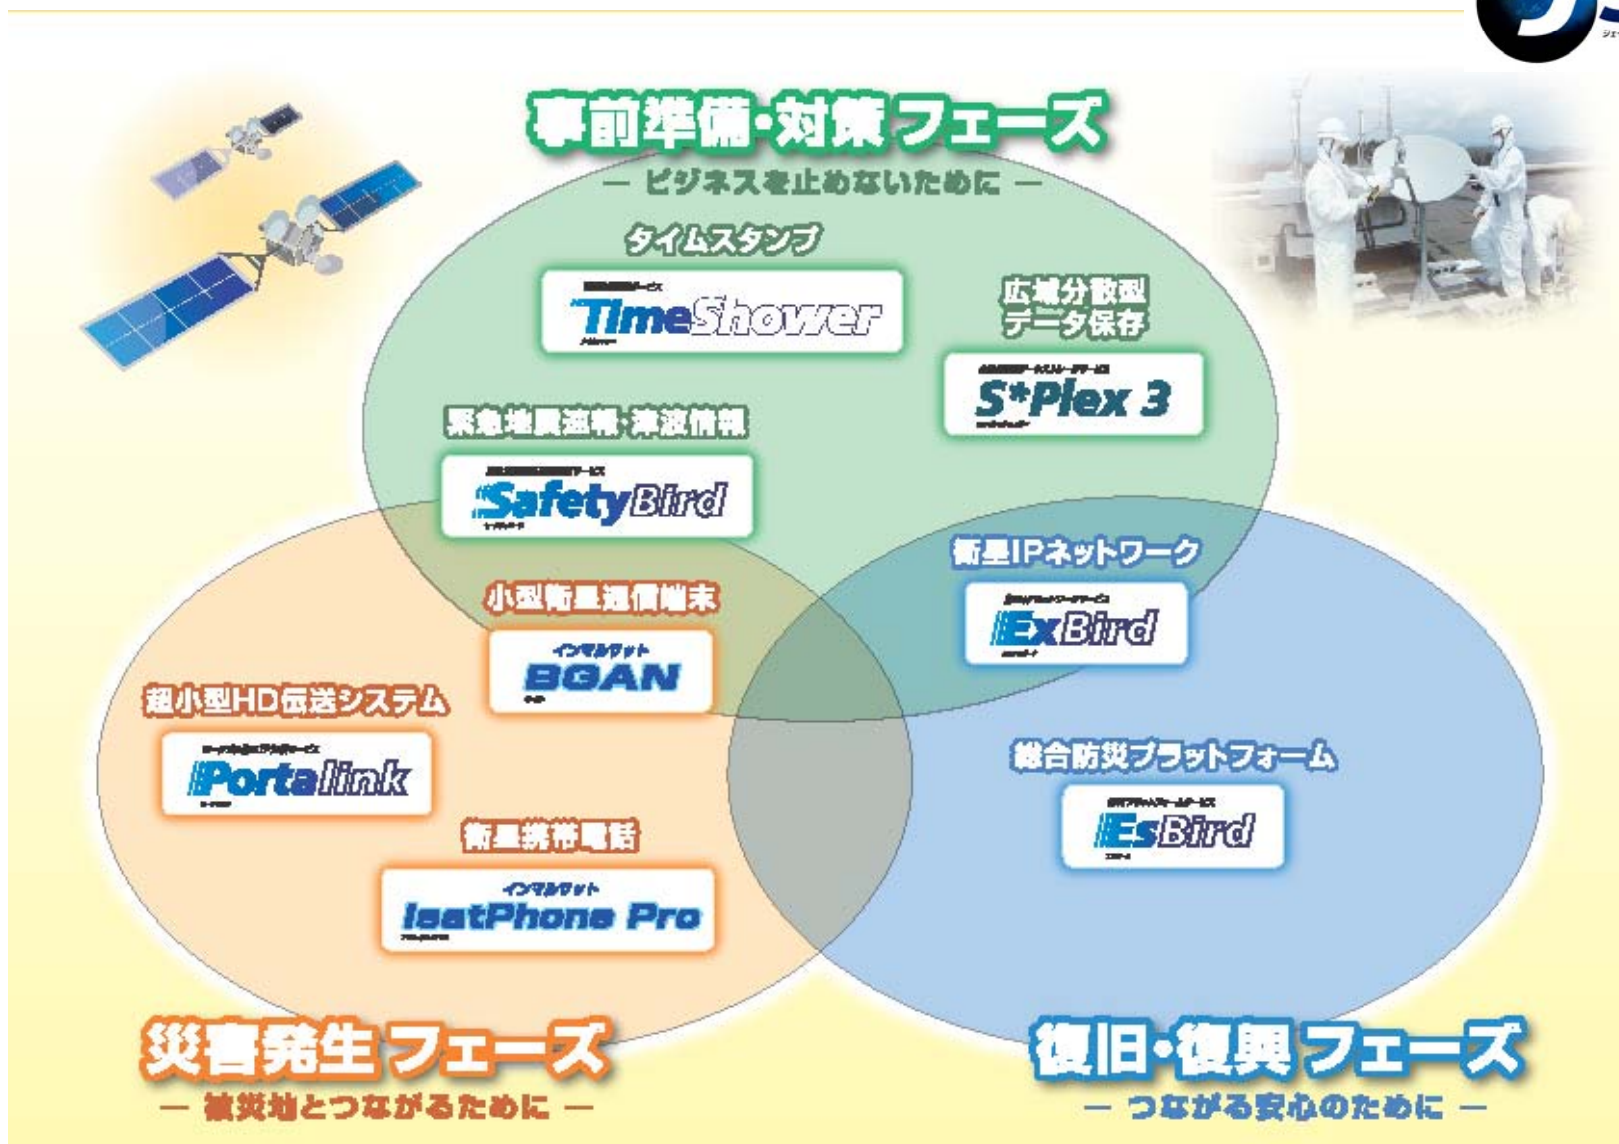 事前準備・対策フェーズ
― ビジネスを止めないために ―
タイムスタンプ
TimeShower
広域分散型
データ保存
S*Plex 3
緊急地震速報・津波情報
SafetyBird
衛星IPネットワーク
ExBird
小型衛星通信端末
インマルサット
BGAN
超小型HD伝送システム
Portalink
総合防災プラットフォーム
EsBird
衛星携帯電話
インマルサット
IsatPhone Pro
災害発生フェーズ
― 被災地とつながるために ―
復旧・復興フェーズ
― つながる安心のために ―